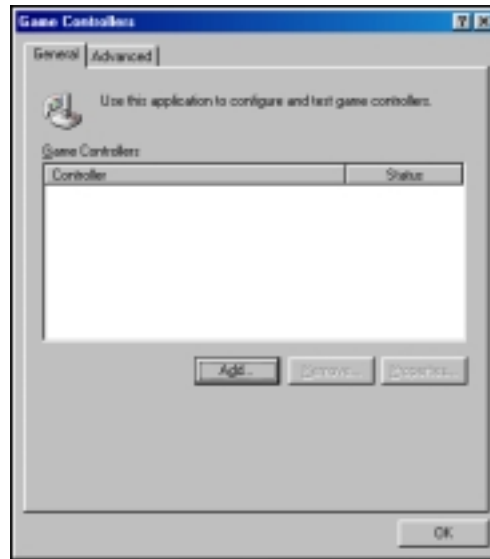 Game Controllers
General Advanced
Use this application to configure and test game controllers.
Game Controllers
Controller Status
Add... Remove... Properties...
OK